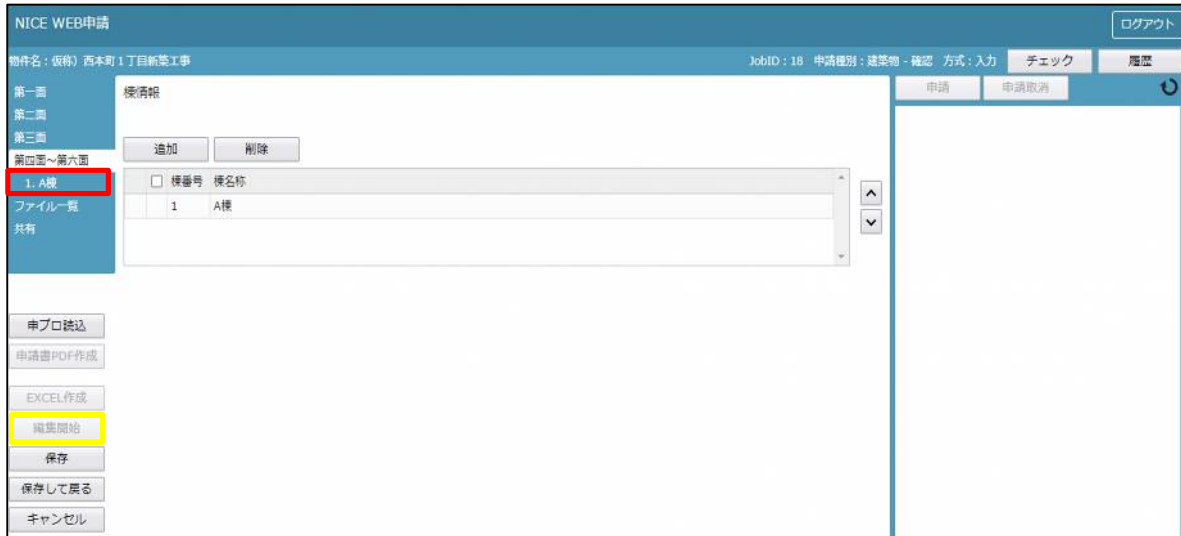 NICE WEB申請
ログアウト
物件名：仮称）西本町１丁目新築工事
JobID：18 申請種別：建築物 - 確認 方式：入力
チェック
履歴
第一面
第二面
第三面
第四面～第六面
1. A棟
ファイル一覧
共有
棟情報
追加
削除
棟番号 棟名称
1 A棟
申請
申請取消
申プロ読込
申請書PDF作成
EXCEL作成
編集開始
保存
保存して戻る
キャンセル